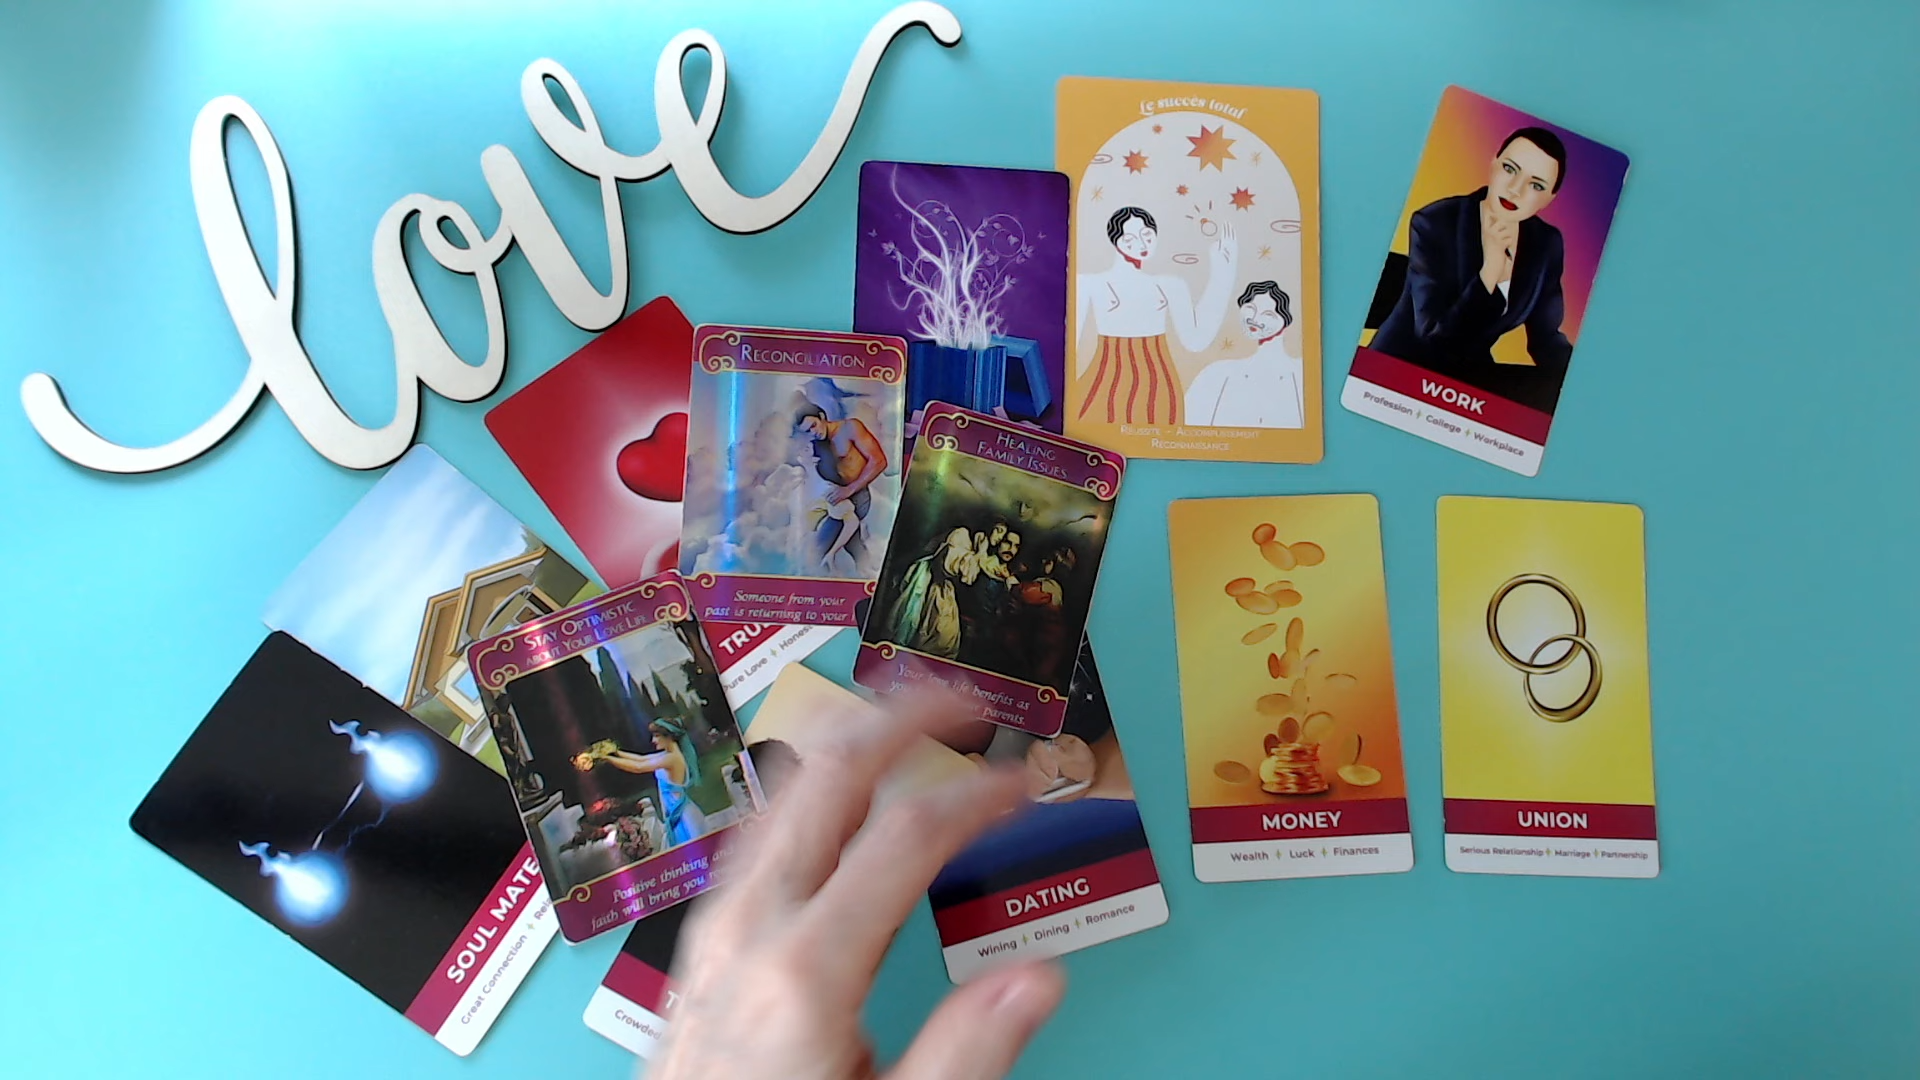 love
Le succès total
RÉUSSITE - ACCOMPLISSEMENT
RECONNAISSANCE
WORK
Profession + College + Workplace
RECONCILIATION
Someone from your
past is returning to your
HEALING
FAMILY ISSUES
Your love life benefits as
parents.
STAY OPTIMISTIC
ABOUT YOUR LOVE LIFE
Positive thinking and
faith will bring you
Pure Love + 
SOUL MATE
Great Connection +
Crowded
DATING
Wining + Dining + Romance
MONEY
Wealth + Luck + Finances
UNION
Serious Relationship + Marriage + Partnership